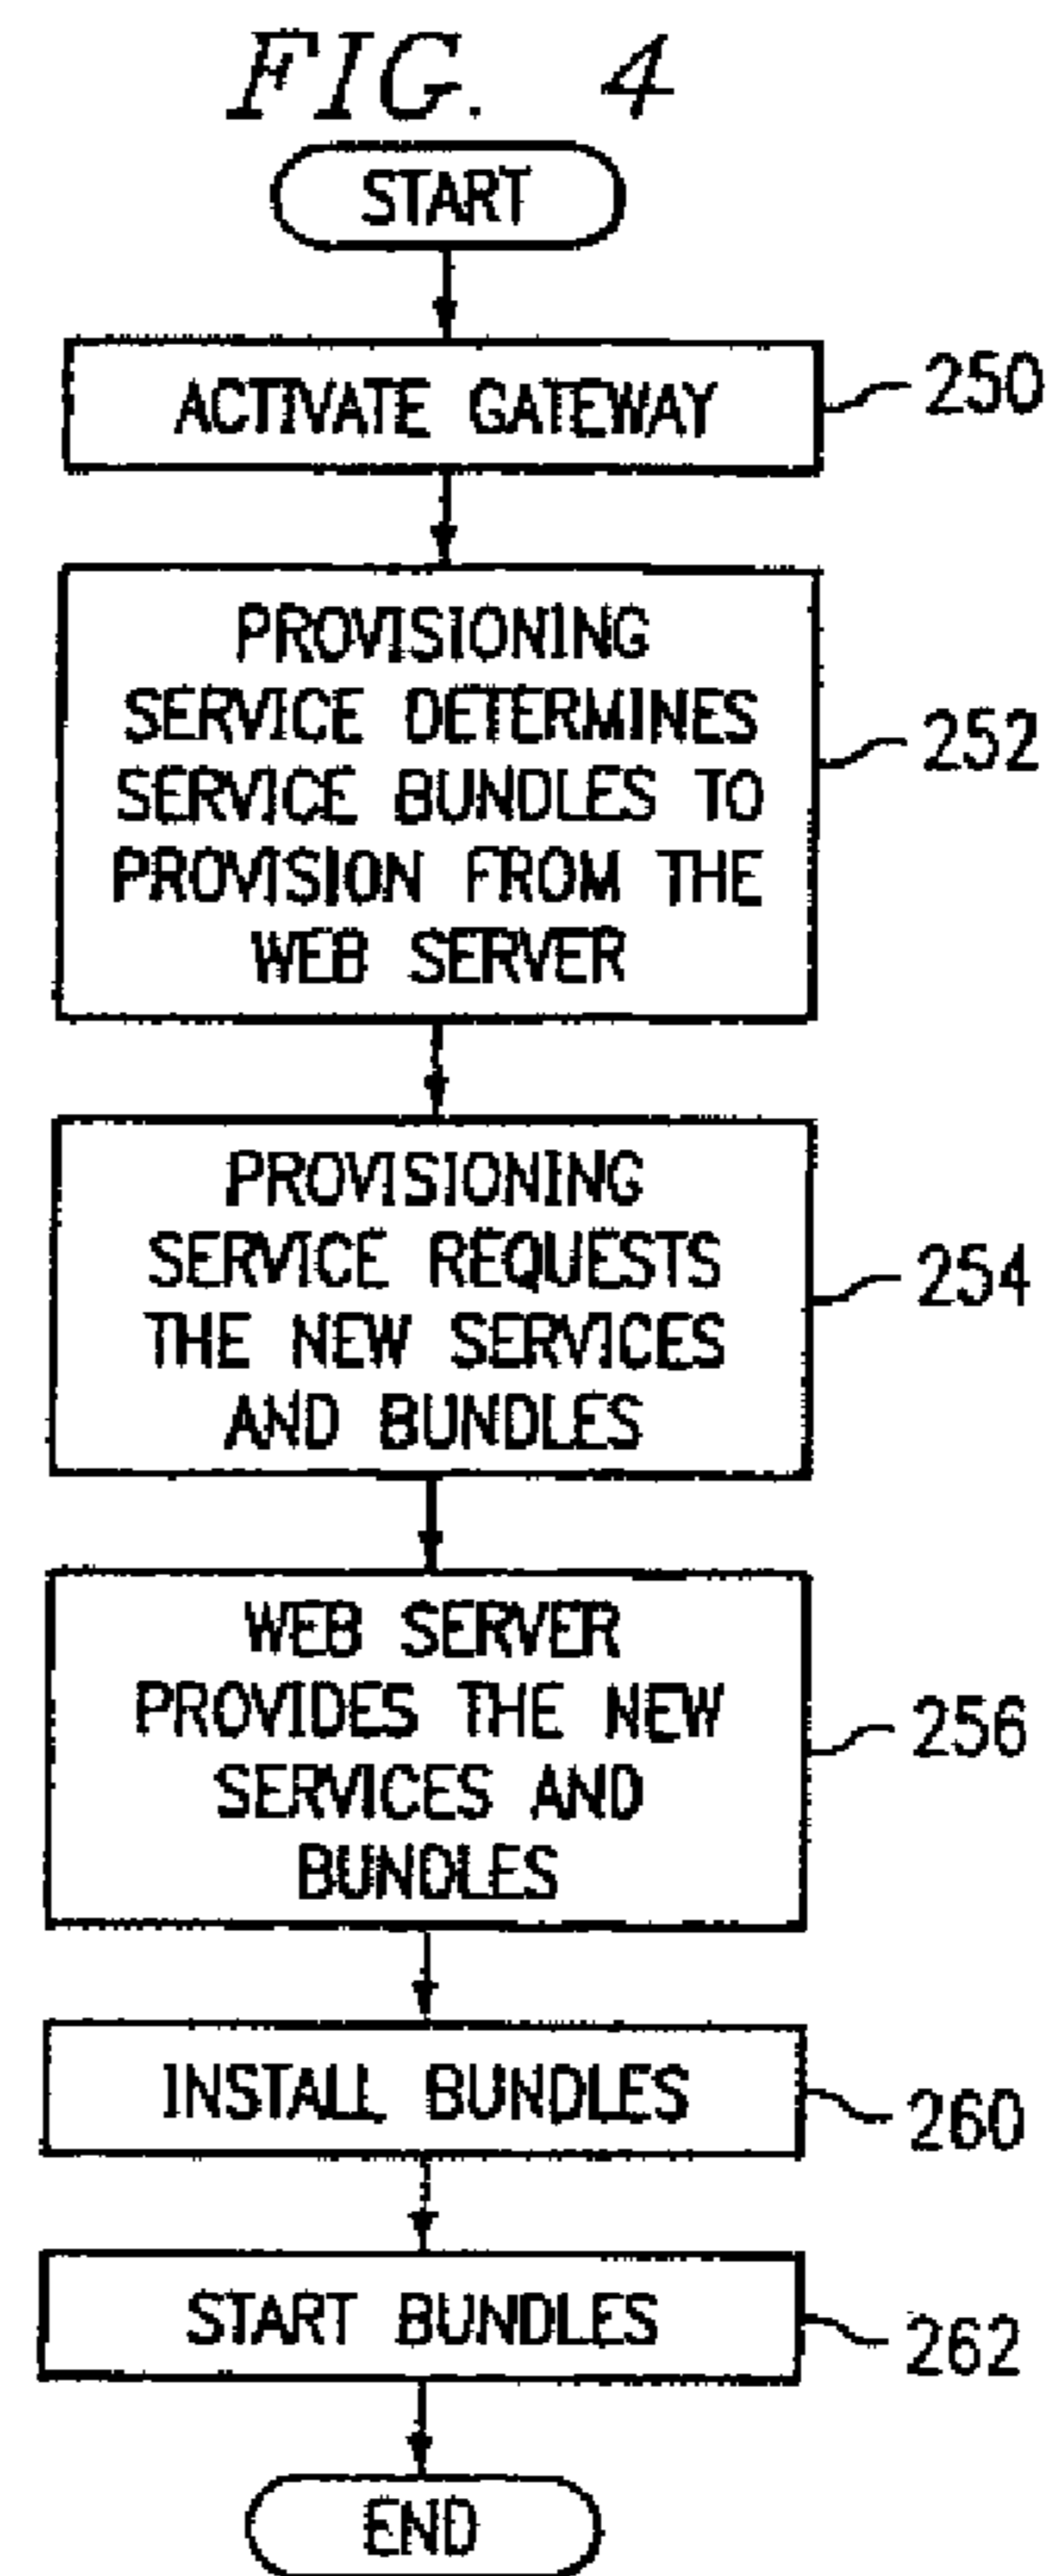 FIG. 4
START
ACTIVATE GATEWAY
250
PROVISIONING
SERVICE DETERMINES
SERVICE BUNDLES TO
PROVISION FROM THE
WEB SERVER
252
PROVISIONING
SERVICE REQUESTS
THE NEW SERVICES
AND BUNDLES
254
WEB SERVER
PROVIDES THE NEW
SERVICES AND
BUNDLES
256
INSTALL BUNDLES
260
START BUNDLES
262
END